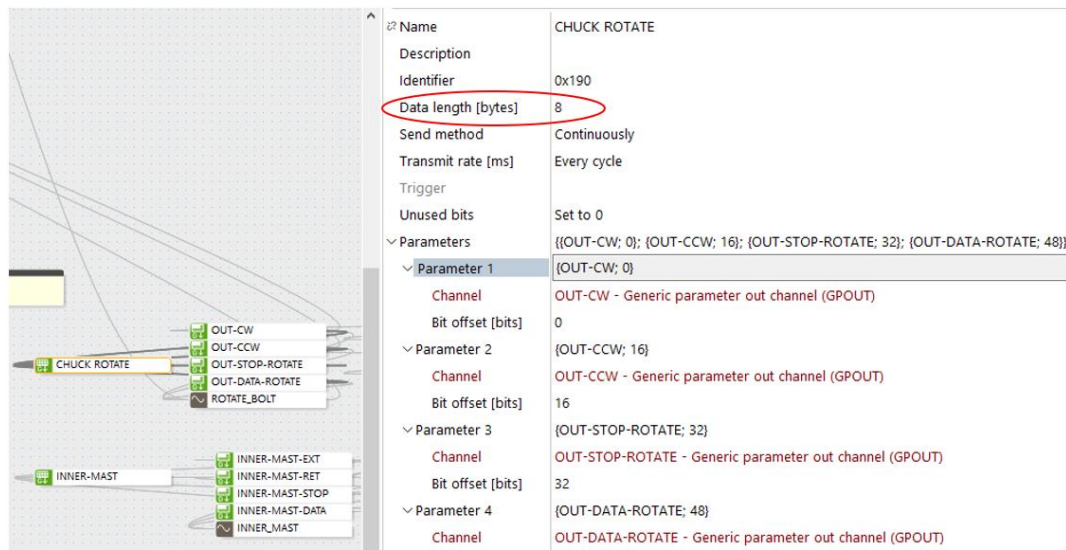 CHUCK ROTATE
OUT-CW
OUT-CCW
OUT-STOP-ROTATE
OUT-DATA-ROTATE
ROTATE_BOLT
INNER-MAST
INNER-MAST-EXT
INNER-MAST-RET
INNER-MAST-STOP
INNER-MAST-DATA
INNER_MAST
Name CHUCK ROTATE
Description
Identifier 0x190
Data length [bytes] 8
Send method Continuously
Transmit rate [ms] Every cycle
Trigger
Unused bits Set to 0
Parameters {{OUT-CW; 0}; {OUT-CCW; 16}; {OUT-STOP-ROTATE; 32}; {OUT-DATA-ROTATE; 48}}
Parameter 1 {OUT-CW; 0}
Channel OUT-CW - Generic parameter out channel (GPOUT)
Bit offset [bits] 0
Parameter 2 {OUT-CCW; 16}
Channel OUT-CCW - Generic parameter out channel (GPOUT)
Bit offset [bits] 16
Parameter 3 {OUT-STOP-ROTATE; 32}
Channel OUT-STOP-ROTATE - Generic parameter out channel (GPOUT)
Bit offset [bits] 32
Parameter 4 {OUT-DATA-ROTATE; 48}
Channel OUT-DATA-ROTATE - Generic parameter out channel (GPOUT)